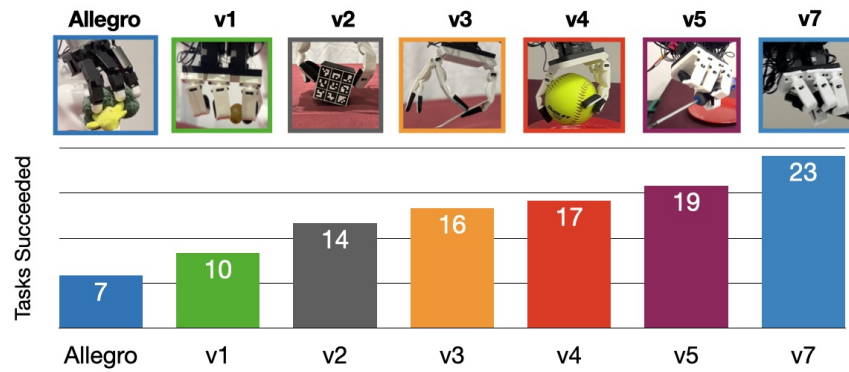 Allegro v1 v2 v3 v4 v5 v7
Tasks Succeeded
7 10 14 16 17 19 23
Allegro v1 v2 v3 v4 v5 v7